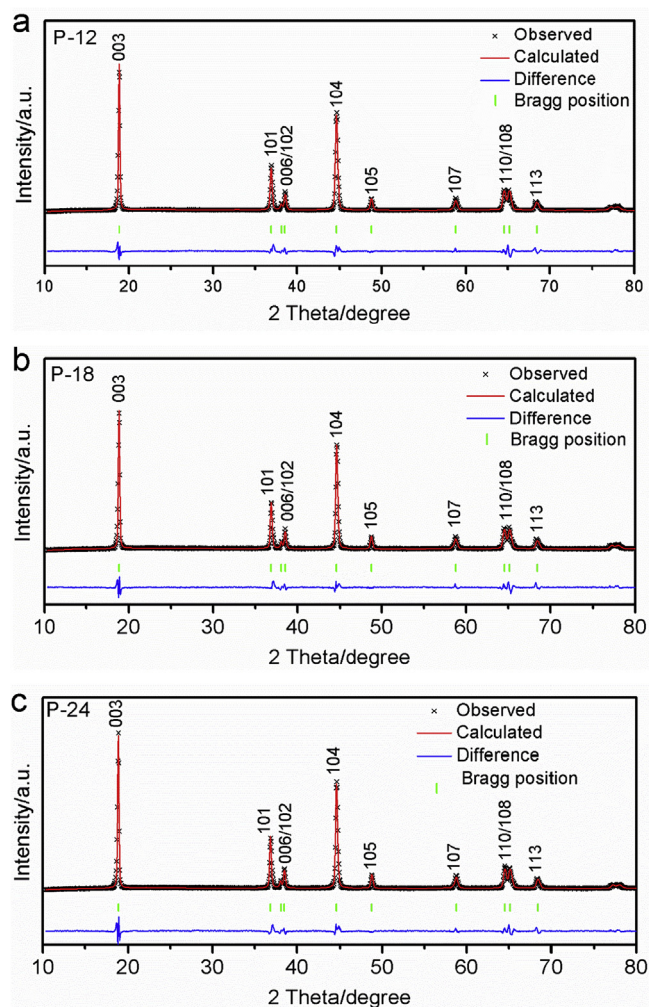 a
P-12
003
101
006/102
104
105
107
110/108
113
Observed
Calculated
Difference
Bragg position
Intensity/a.u.
10 20 30 40 50 60 70 80
2 Theta/degree
b
P-18
003
101
006/102
104
105
107
110/108
113
Observed
Calculated
Difference
Bragg position
Intensity/a.u.
10 20 30 40 50 60 70 80
2 Theta/degree
c
P-24
003
101
006/102
104
105
107
110/108
113
Observed
Calculated
Difference
Bragg position
Intensity/a.u.
10 20 30 40 50 60 70 80
2 Theta/degree